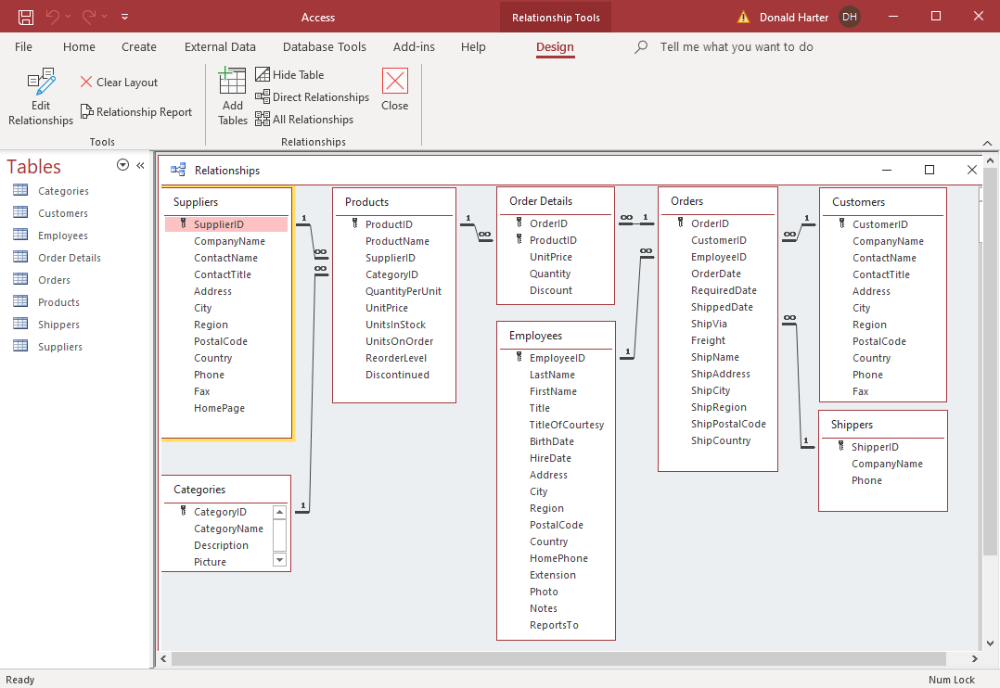 Access
Relationship Tools
Donald Harter
DH
File Home Create External Data Database Tools Add-ins Help Design Tell me what you want to do
Edit Relationships
Clear Layout
Relationship Report
Tools
Add Tables
Hide Table
Direct Relationships
All Relationships
Close
Relationships
Tables
Categories
Customers
Employees
Order Details
Orders
Products
Shippers
Suppliers
Relationships
Suppliers
SupplierID
CompanyName
ContactName
ContactTitle
Address
City
Region
PostalCode
Country
Phone
Fax
HomePage
1
∞
∞
1
Categories
CategoryID
CategoryName
Description
Picture
Products
ProductID
ProductName
SupplierID
CategoryID
QuantityPerUnit
UnitPrice
UnitsInStock
UnitsOnOrder
ReorderLevel
Discontinued
1
∞
Order Details
OrderID
ProductID
UnitPrice
Quantity
Discount
∞ 1
∞
1
Employees
EmployeeID
LastName
FirstName
Title
TitleOfCourtesy
BirthDate
HireDate
Address
City
Region
PostalCode
Country
HomePhone
Extension
Photo
Notes
ReportsTo
Orders
OrderID
CustomerID
EmployeeID
OrderDate
RequiredDate
ShippedDate
ShipVia
Freight
ShipName
ShipAddress
ShipCity
ShipRegion
ShipPostalCode
ShipCountry
1
∞
∞
1
Customers
CustomerID
CompanyName
ContactName
ContactTitle
Address
City
Region
PostalCode
Country
Phone
Fax
Shippers
ShipperID
CompanyName
Phone
Ready
Num Lock